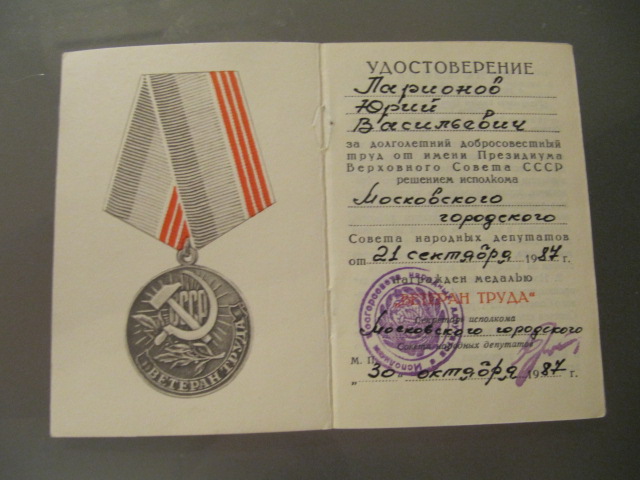 СССР
ВЕТЕРАН ТРУДА
УДОСТОВЕРЕНИЕ
Ларионов
Юрий
Васильевич
за долголетний добросовестный
труд от имени Президиума
Верховного Совета СССР
решением исполкома
Московского
городского
Совета народных депутатов
от 21 сентября 1987 г.
награжден медалью
„ВЕТЕРАН ТРУДА“
Секретарь исполкома
Московского городского
Совета народных депутатов
М. П.
„30“ октября 1987 г.